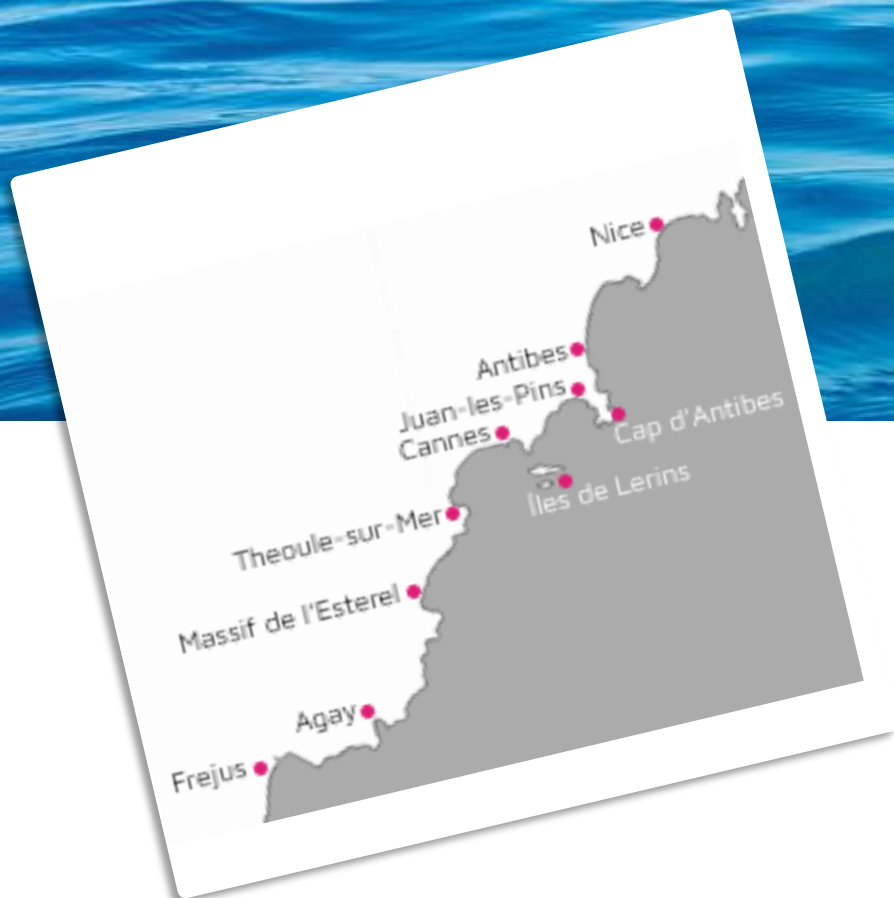 Nice
Antibes
Juan-les-Pins
Cap d'Antibes
Cannes
Îles de Lerins
Theoule-sur-Mer
Massif de l'Esterel
Agay
Frejus